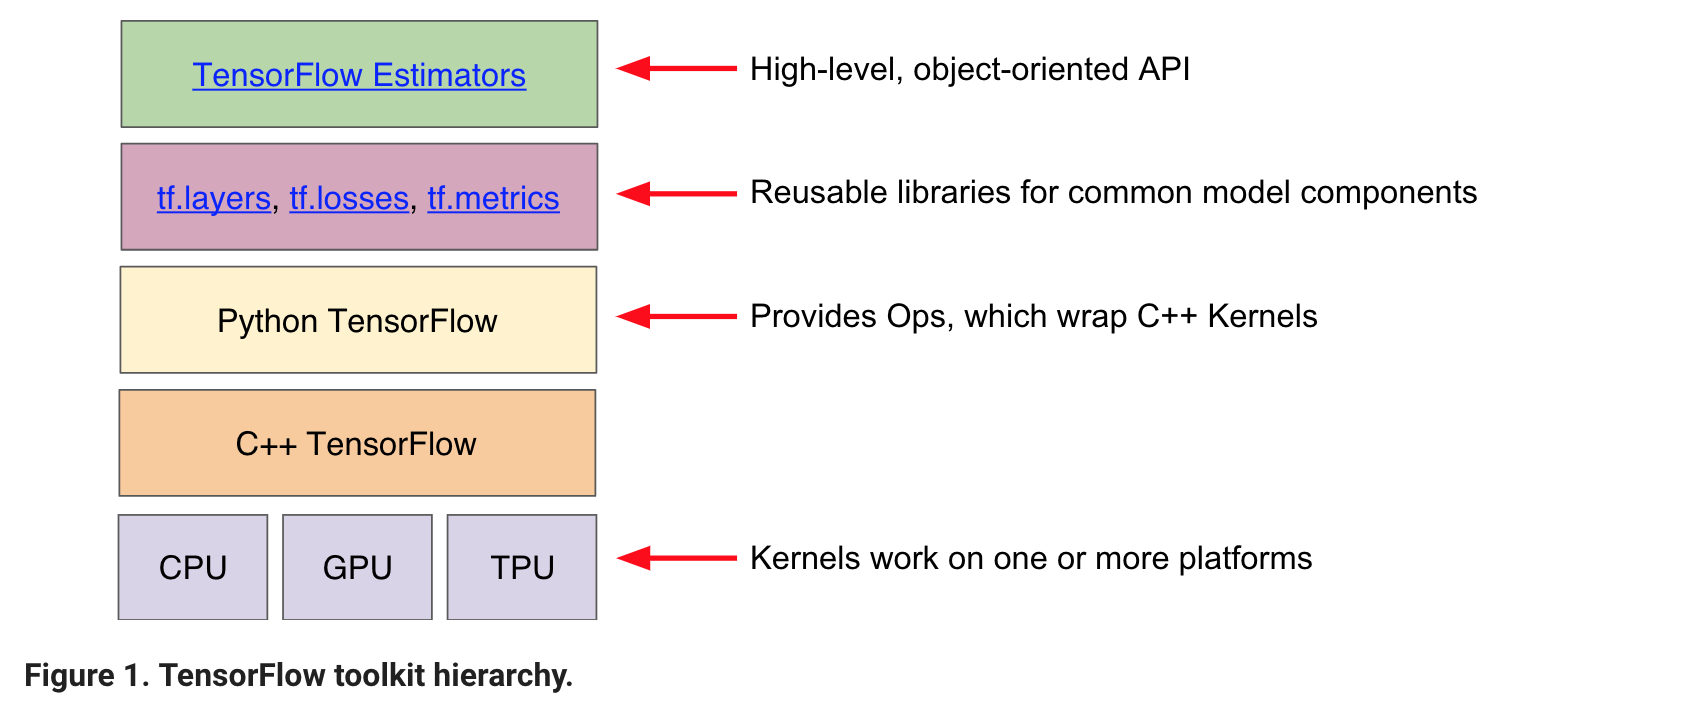 TensorFlow Estimators
High-level, object-oriented API
tf.layers, tf.losses, tf.metrics
Reusable libraries for common model components
Python TensorFlow
Provides Ops, which wrap C++ Kernels
C++ TensorFlow
CPU
GPU
TPU
Kernels work on one or more platforms
Figure 1. TensorFlow toolkit hierarchy.